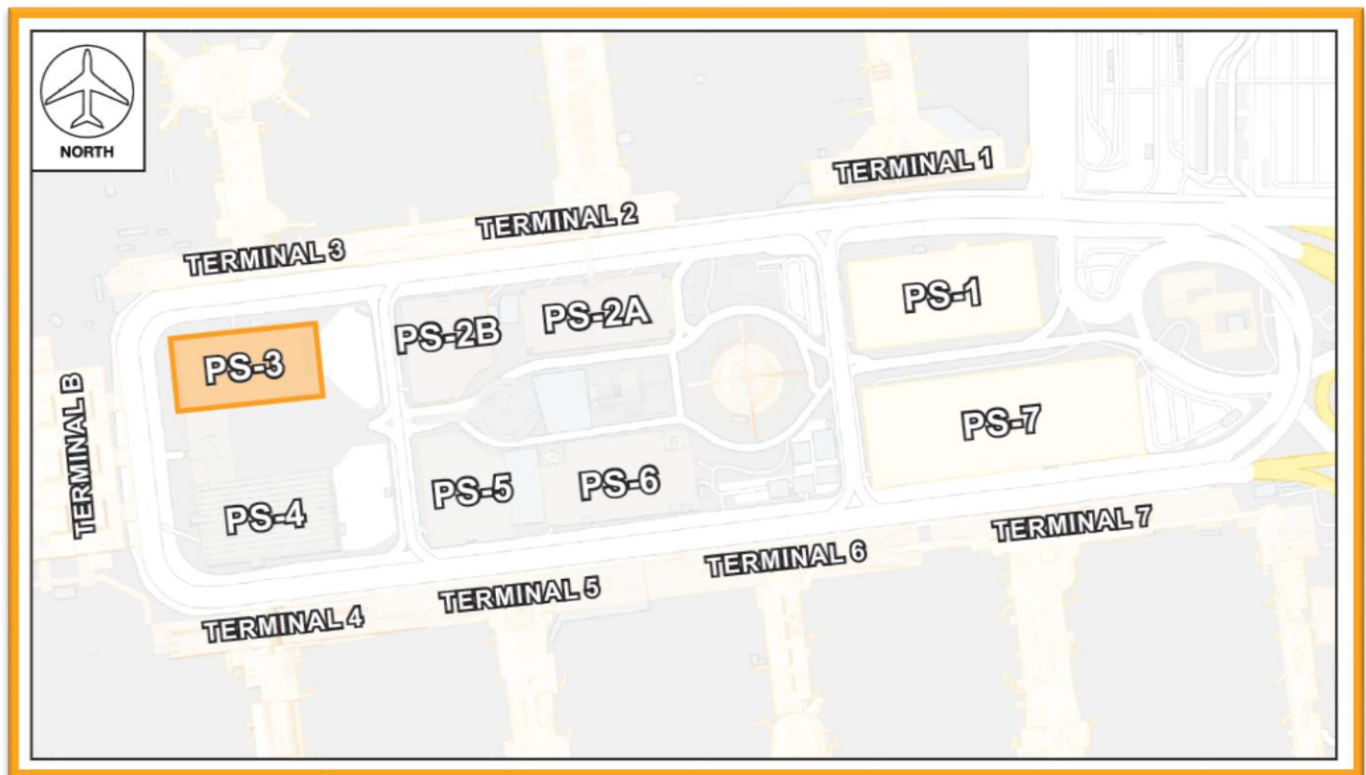 NORTH
TERMINAL 1
TERMINAL 2
TERMINAL 3
PS-1
PS-2A
PS-2B
PS-3
TERMINAL B
PS-7
PS-5
PS-6
PS-4
TERMINAL 7
TERMINAL 6
TERMINAL 5
TERMINAL 4